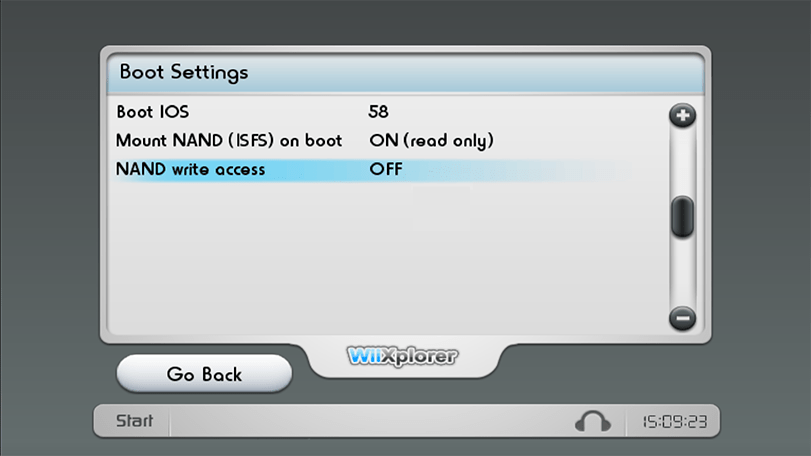 Boot Settings
Boot IOS 58
Mount NAND (ISFS) on boot ON (read only)
NAND write access OFF
WiiXplorer
Go Back
Start 15:09:23